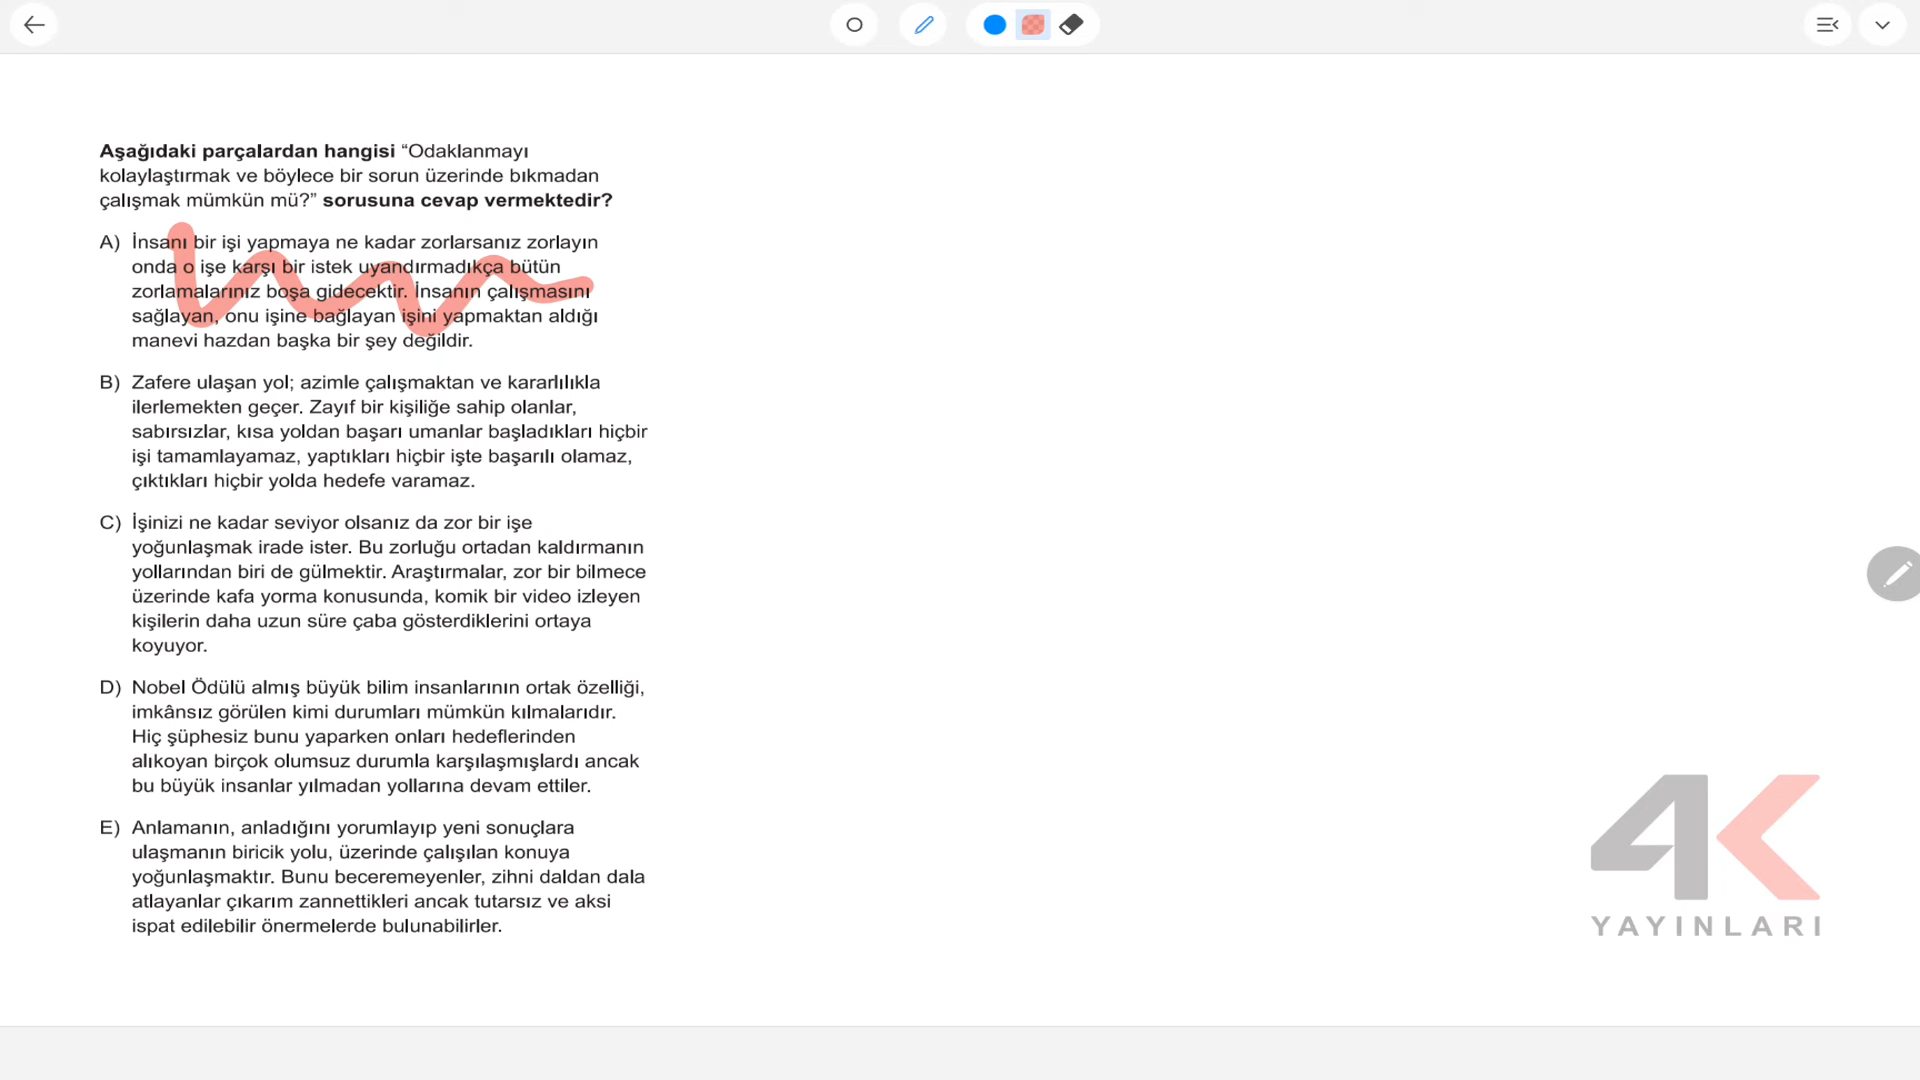 Aşağıdaki parçalardan hangisi “Odaklanmayı
kolaylaştırmak ve böylece bir sorun üzerinde bıkmadan
çalışmak mümkün mü?” sorusuna cevap vermektedir?
A) İnsanı bir işi yapmaya ne kadar zorlarsanız zorlayın
onda o işe karşı bir istek uyandırmadıkça bütün
zorlamalarınız boşa gidecektir. İnsanın çalışmasını
sağlayan, onu işine bağlayan işini yapmaktan aldığı
manevi hazdan başka bir şey değildir.
B) Zafere ulaşan yol; azimle çalışmaktan ve kararlılıkla
ilerlemekten geçer. Zayıf bir kişiliğe sahip olanlar,
sabırsızlar, kısa yoldan başarı umanlar başladıkları hiçbir
işi tamamlayamaz, yaptıkları hiçbir işte başarılı olamaz,
çıktıkları hiçbir yolda hedefe varamaz.
C) İşinizi ne kadar seviyor olsanız da zor bir işe
yoğunlaşmak irade ister. Bu zorluğu ortadan kaldırmanın
yollarından biri de gülmektir. Araştırmalar, zor bir bilmece
üzerinde kafa yorma konusunda, komik bir video izleyen
kişilerin daha uzun süre çaba gösterdiklerini ortaya
koyuyor.
D) Nobel Ödülü almış büyük bilim insanlarının ortak özelliği,
imkânsız görülen kimi durumları mümkün kılmalarıdır.
Hiç şüphesiz bunu yaparken onları hedeflerinden
alıkoyan birçok olumsuz durumla karşılaşmışlardı ancak
bu büyük insanlar yılmadan yollarına devam ettiler.
E) Anlamanın, anladığını yorumlayıp yeni sonuçlara
ulaşmanın biricik yolu, üzerinde çalışılan konuya
yoğunlaşmaktır. Bunu beceremeyenler, zihni daldan dala
atlayanlar çıkarım zannettikleri ancak tutarsız ve aksi
ispat edilebilir önermelerde bulunabilirler.
4K
YAYINLARI